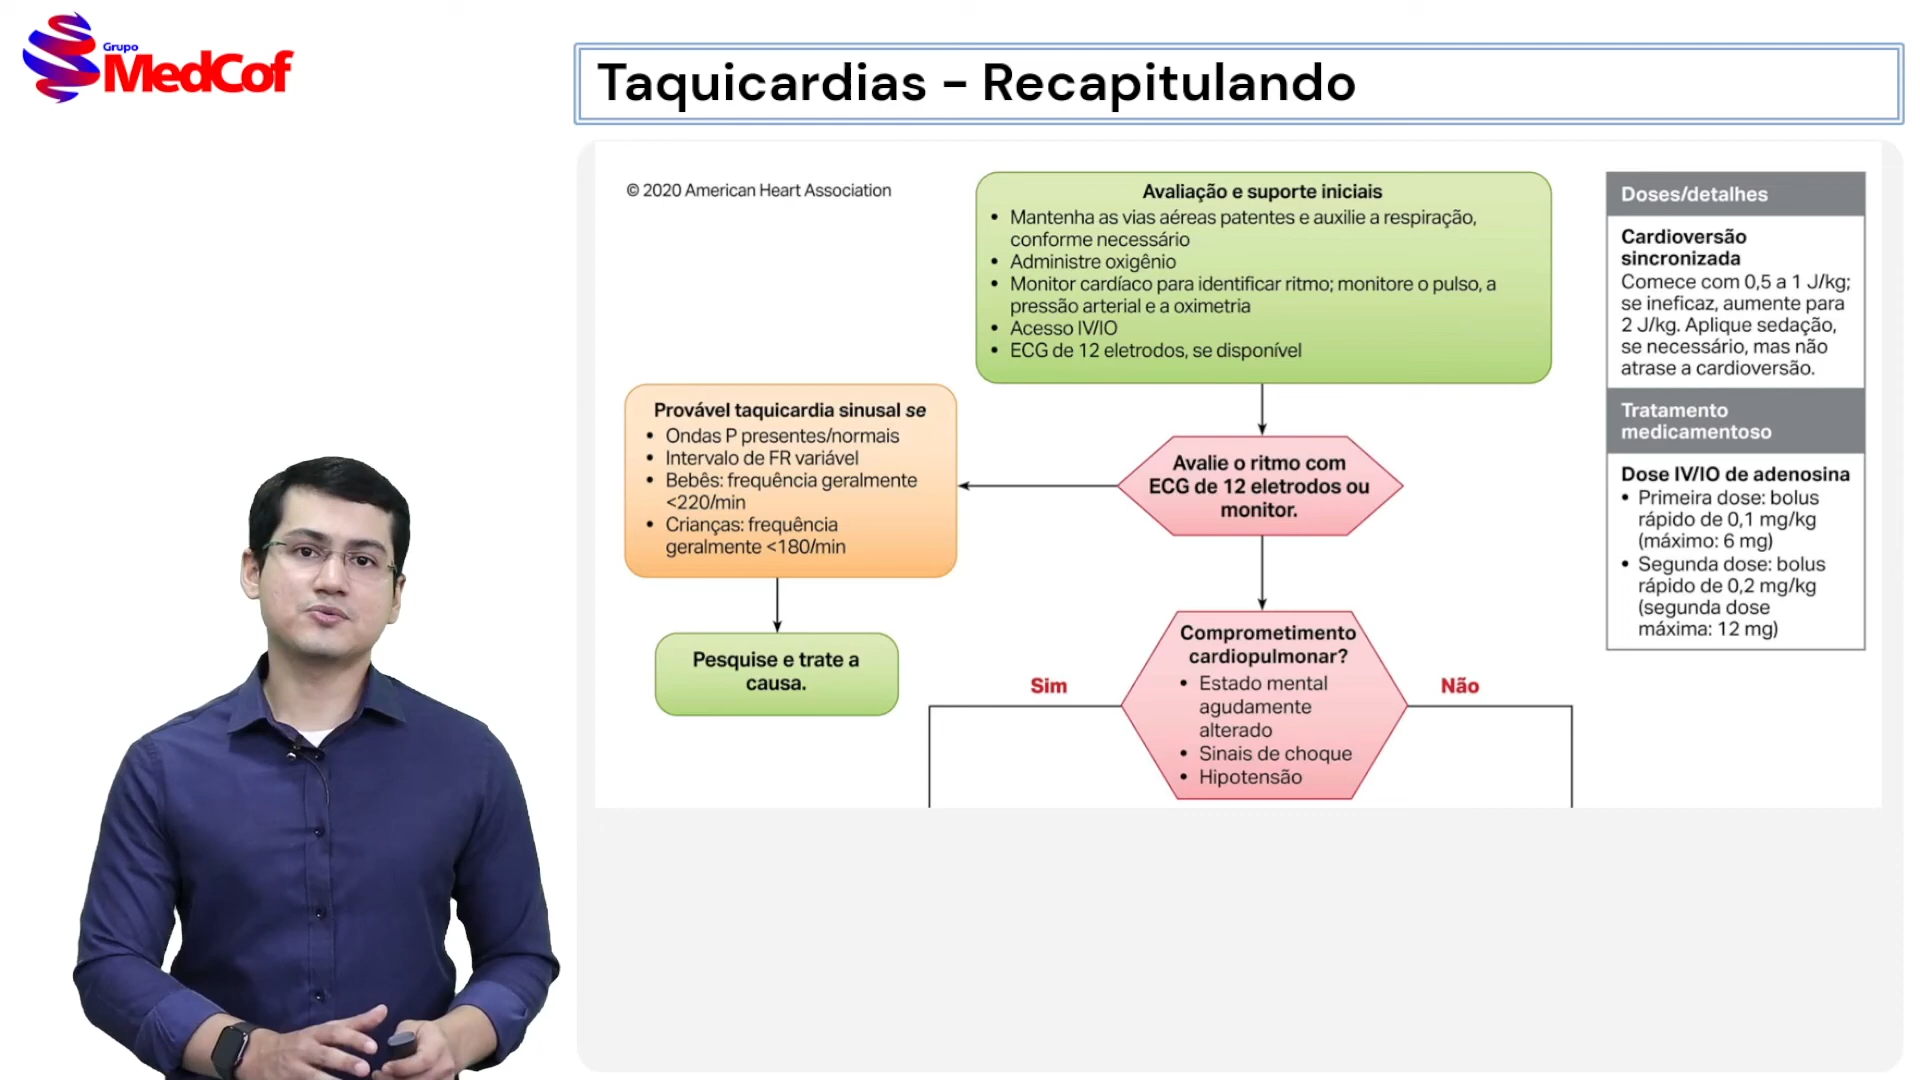 Grupo
MedCof
Taquicardias - Recapitulando
© 2020 American Heart Association
Avaliação e suporte iniciais
• Mantenha as vias aéreas patentes e auxilie a respiração,
conforme necessário
• Administre oxigênio
• Monitor cardíaco para identificar ritmo; monitore o pulso, a
pressão arterial e a oximetria
• Acesso IV/IO
• ECG de 12 eletrodos, se disponível
Provável taquicardia sinusal se
• Ondas P presentes/normais
• Intervalo de FR variável
• Bebês: frequência geralmente
<220/min
• Crianças: frequência
geralmente <180/min
Avalie o ritmo com
ECG de 12 eletrodos ou
monitor.
Pesquise e trate a
causa.
Comprometimento
cardiopulmonar?
• Estado mental
agudamente
alterado
• Sinais de choque
• Hipotensão
Sim
Não
Doses/detalhes
Cardioversão
sincronizada
Comece com 0,5 a 1 J/kg;
se ineficaz, aumente para
2 J/kg. Aplique sedação,
se necessário, mas não
atrase a cardioversão.
Tratamento
medicamentoso
Dose IV/IO de adenosina
• Primeira dose: bolus
rápido de 0,1 mg/kg
(máximo: 6 mg)
• Segunda dose: bolus
rápido de 0,2 mg/kg
(segunda dose
máxima: 12 mg)